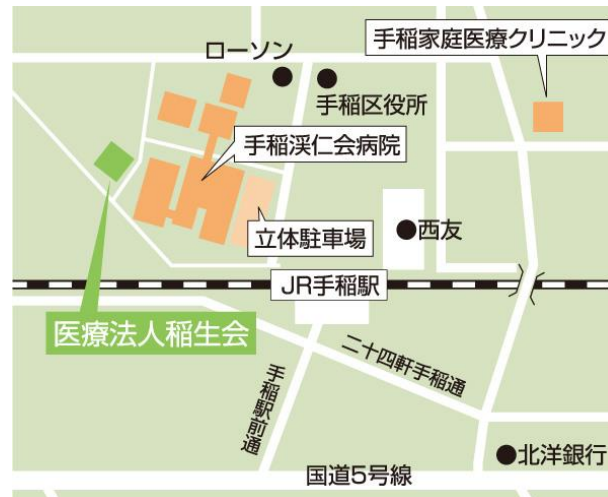 手稲家庭医療クリニック
ローソン
手稲区役所
手稲渓仁会病院
立体駐車場
西友
JR手稲駅
医療法人稲生会
二十四軒手稲通
手稲駅前通
北洋銀行
国道5号線